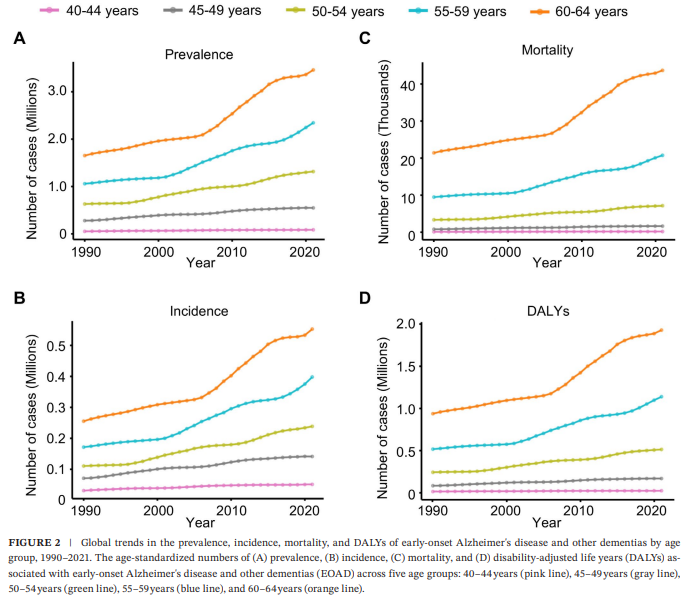 40-44 years 45-49 years 50-54 years 55-59 years 60-64 years
A
Prevalence
Number of cases (Millions)
3.0
2.0
1.0
0
1990 2000 2010 2020
Year
C
Mortality
Number of cases (Thousands)
40
30
20
10
0
1990 2000 2010 2020
Year
B
Incidence
Number of cases (Millions)
0.5
0.4
0.3
0.2
0.1
0
1990 2000 2010 2020
Year
D
DALYs
Number of cases (Millions)
2.0
1.5
1.0
0.5
0
1990 2000 2010 2020
Year
FIGURE 2 | Global trends in the prevalence, incidence, mortality, and DALYs of early-onset Alzheimer's disease and other dementias by age
group, 1990–2021. The age-standardized numbers of (A) prevalence, (B) incidence, (C) mortality, and (D) disability-adjusted life years (DALYs) as-
sociated with early-onset Alzheimer's disease and other dementias (EOAD) across five age groups: 40–44 years (pink line), 45–49 years (gray line),
50–54 years (green line), 55–59 years (blue line), and 60–64 years (orange line).